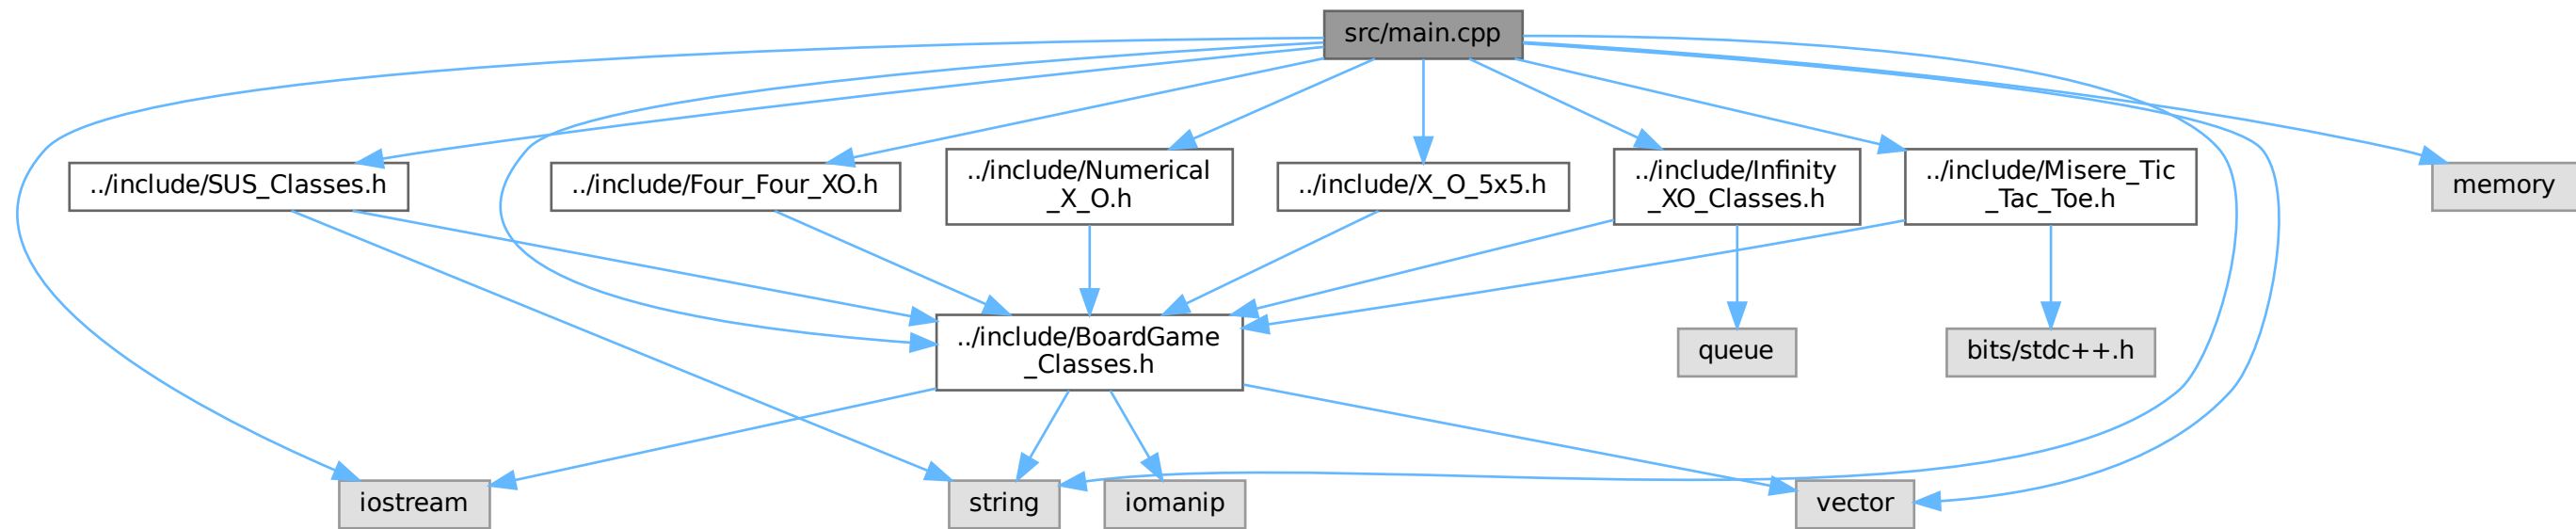 src/main.cpp
../include/SUS_Classes.h
../include/Four_Four_XO.h
../include/Numerical
_X_O.h
../include/X_O_5x5.h
../include/Infinity
_XO_Classes.h
../include/Misere_Tic
_Tac_Toe.h
memory
../include/BoardGame
_Classes.h
queue
bits/stdc++.h
iostream
string
iomanip
vector